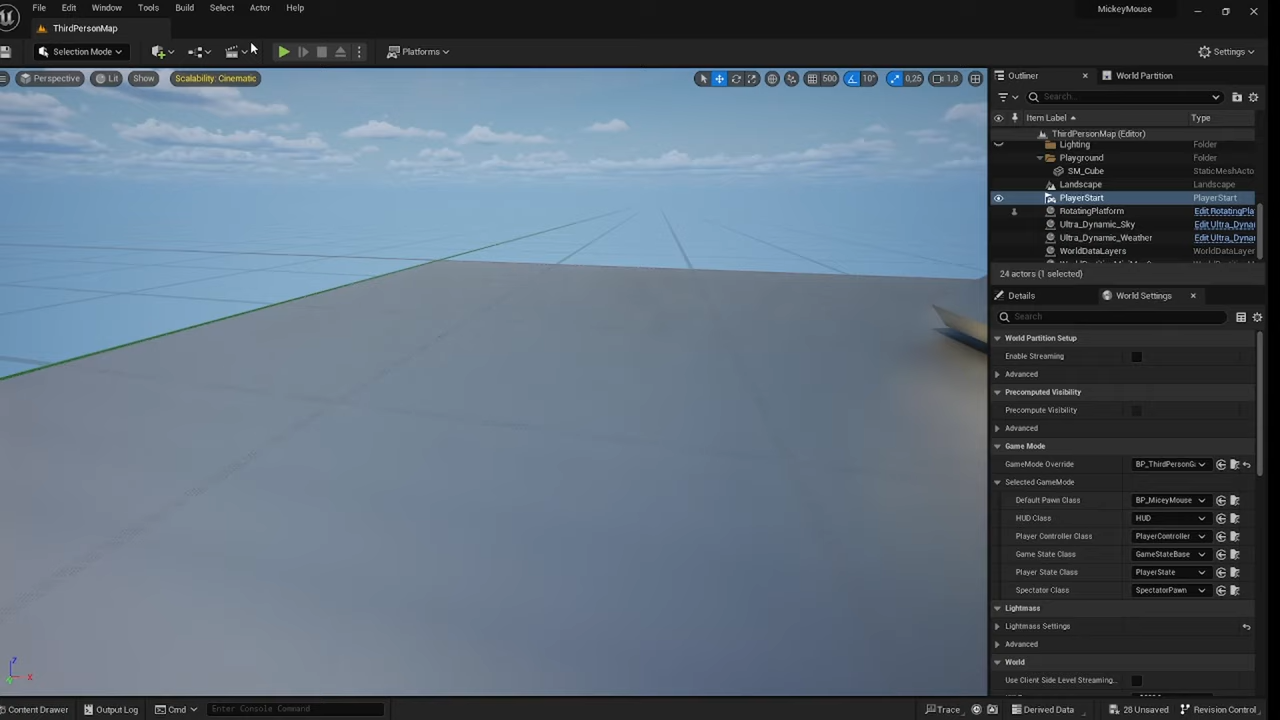 File Edit Window Tools Build Select Actor Help
MickeyMouse
ThirdPersonMap
Selection Mode
Platforms
Settings
Perspective
Lit
Show
Scalability: Cinematic
500
10°
0,25
1,8
Outliner
World Partition
Search...
Item Label
Type
ThirdPersonMap (Editor)
Lighting Folder
Playground Folder
SM_Cube StaticMeshActo
Landscape Landscape
PlayerStart PlayerStart
RotatingPlatform Edit RotatingPla
Ultra_Dynamic_Sky Edit Ultra_Dyna
Ultra_Dynamic_Weather Edit Ultra_Dyna
WorldDataLayers WorldDataLayer
24 actors (1 selected)
Details
World Settings
Search
World Partition Setup
Enable Streaming
Advanced
Precomputed Visibility
Precompute Visibility
Advanced
Game Mode
GameMode Override BP_ThirdPersonGa
Selected GameMode
Default Pawn Class BP_MiceyMouse
HUD Class HUD
Player Controller Class PlayerController
Game State Class GameStateBase
Player State Class PlayerState
Spectator Class SpectatorPawn
Lightmass
Lightmass Settings
Advanced
World
Use Client Side Level Streaming...
Z
X
Content Drawer
Output Log
Cmd
Enter Console Command
Trace
Derived Data
28 Unsaved
Revision Control